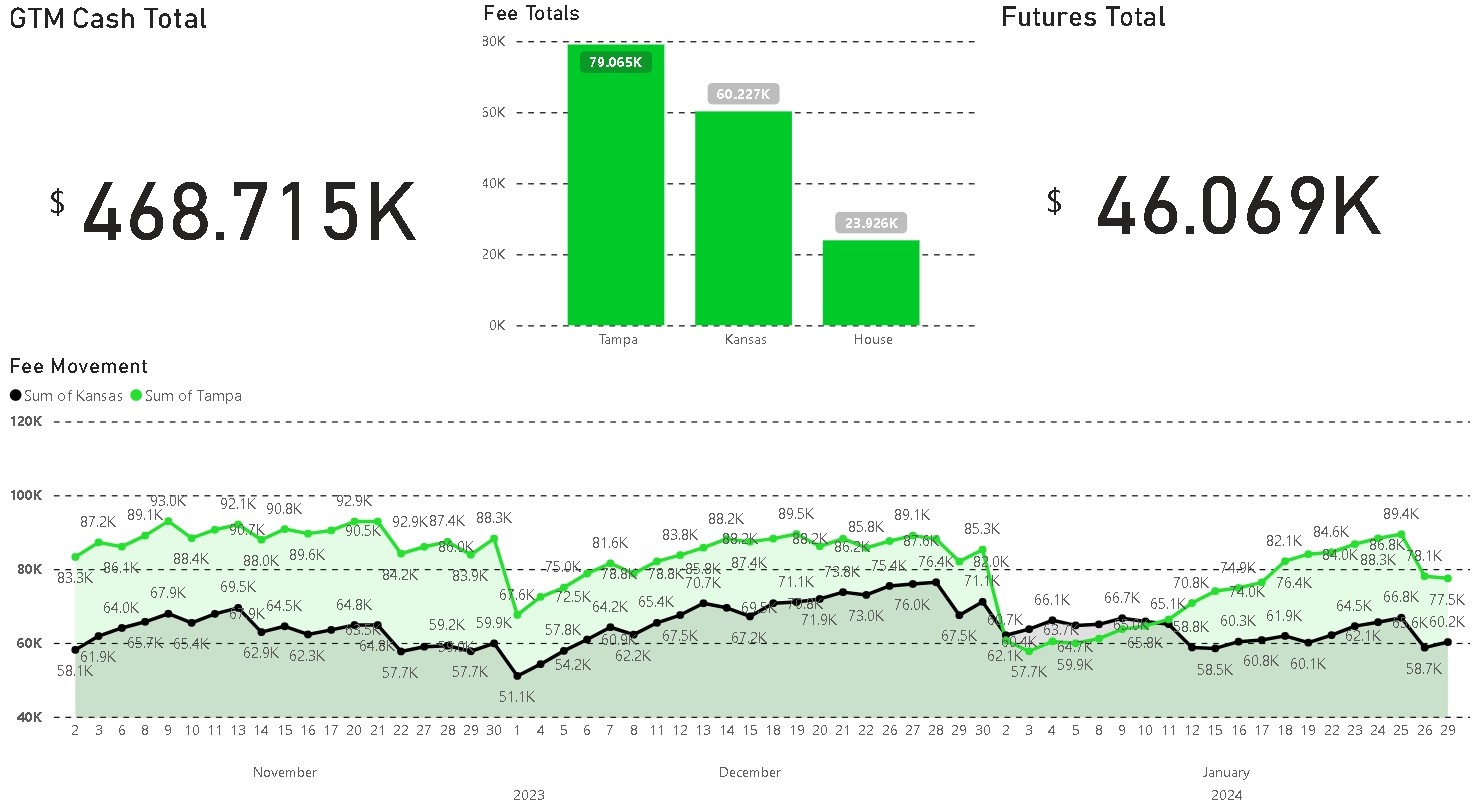 GTM Cash Total
$ 468.715K
Fee Totals
80K
60K
40K
20K
0K
79.065K
60.227K
23.926K
Tampa Kansas House
Futures Total
$ 46.069K
Fee Movement
Sum of Kansas Sum of Tampa
120K
100K
80K
60K
40K
83.3K 87.2K 86.1K 89.1K 93.0K 88.4K 92.1K 90.7K 88.0K 90.8K 89.6K 92.9K 90.5K 84.2K 92.9K 87.4K 86.0K 83.9K 88.3K 67.6K 75.0K 72.5K 81.6K 78.8K 78.8K 83.8K 85.8K 88.2K 88.2K 87.4K 89.5K 88.2K 86.2K 85.8K 89.1K 87.6K 82.0K 85.3K 57.7K 59.9K 65.1K 70.8K 74.9K 74.0K 82.1K 76.4K 84.6K 84.0K 88.3K 86.8K 89.4K 78.1K 77.5K
58.1K 61.9K 64.0K 65.7K 67.9K 65.4K 69.5K 67.9K 62.9K 64.5K 62.3K 64.8K 63.5K 64.8K 57.7K 59.2K 57.7K 59.9K 51.1K 54.2K 57.8K 60.9K 64.2K 62.2K 65.4K 67.5K 70.7K 69.5K 67.2K 71.1K 71.9K 73.8K 73.0K 75.4K 76.0K 76.4K 67.5K 71.1K 62.1K 63.7K 66.1K 64.7K 66.7K 65.8K 58.8K 58.5K 60.3K 60.8K 61.9K 60.1K 62.1K 64.5K 66.8K 58.7K 60.2K
2 3 6 8 9 10 11 13 14 15 16 17 20 21 22 27 28 29 30 1 4 5 6 7 8 11 12 13 14 15 18 19 20 21 22 26 27 28 29 30 2 3 4 5 8 9 10 11 12 15 16 17 18 19 22 23 24 25 26 29
November December January
2023 2024